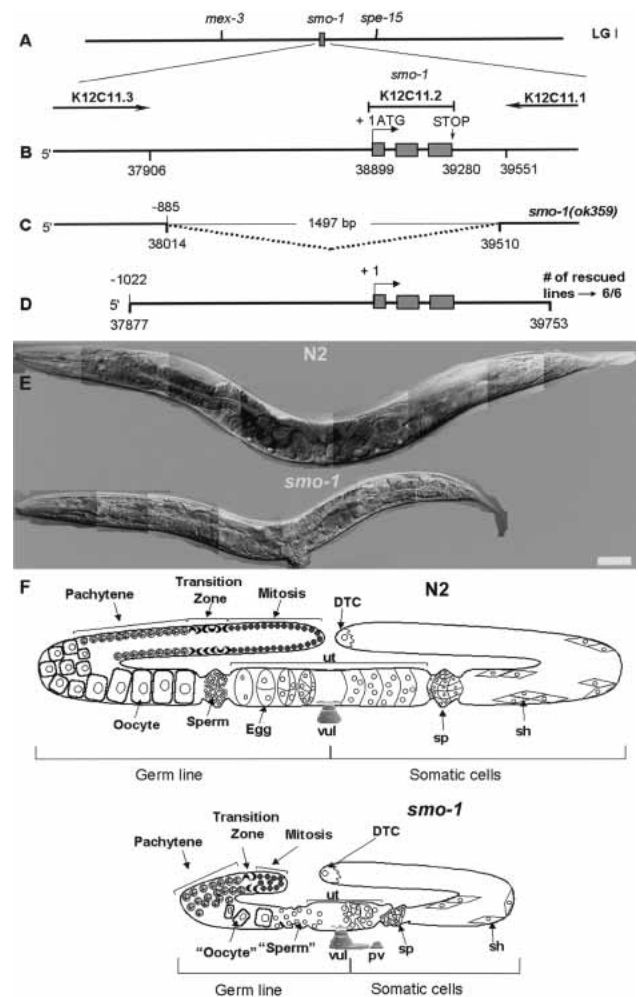 mex-3 smo-1 spe-15
A LG I
smo-1
K12C11.3 K12C11.2 K12C11.1
+ 1 ATG STOP
B 5'
37906 38899 39280 39551
-885
C 5' 1497 bp smo-1(ok359)
38014 39510
-1022 + 1 # of rescued
D 5' lines → 6/6
37877 39753
N2
E
smo-1
F
Transition
Pachytene Zone Mitosis DTC N2
ut
Oocyte Sperm Egg vul sp sh
Germ line Somatic cells
smo-1
Transition
Pachytene Zone Mitosis DTC
ut
"Oocyte" "Sperm" vul pv sp sh
Germ line Somatic cells